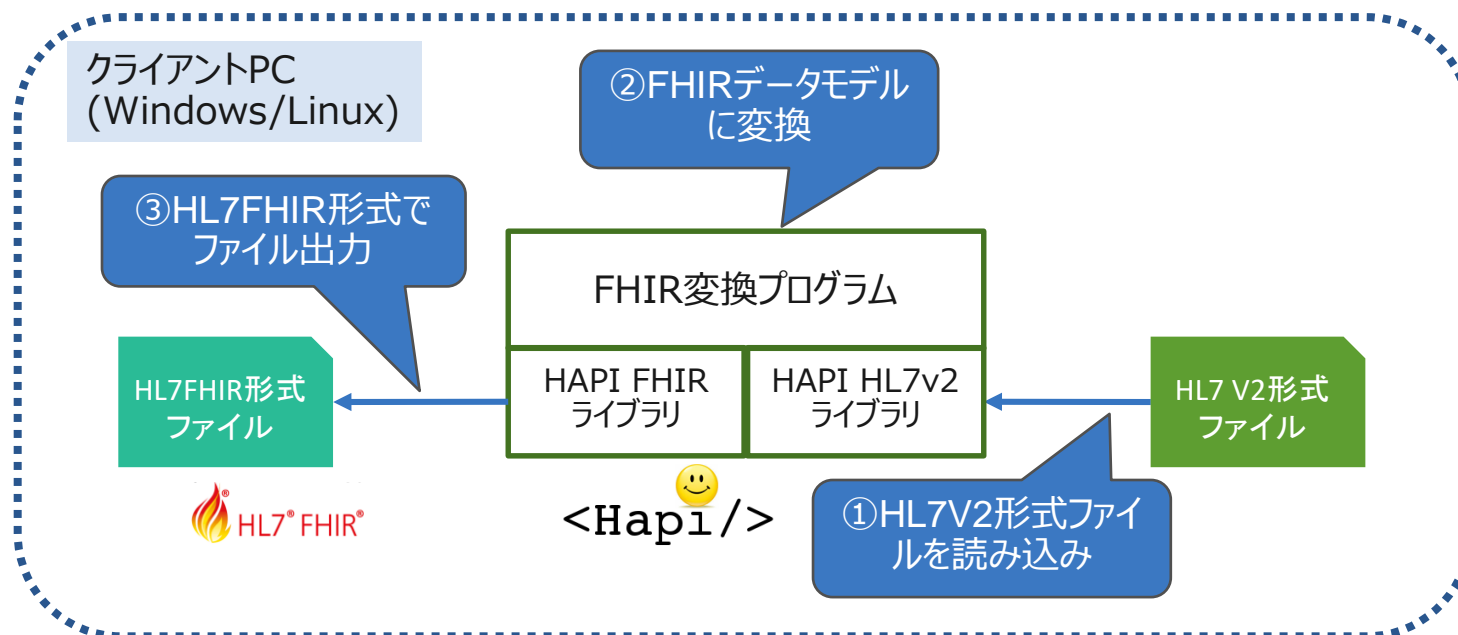 クライアントPC
(Windows/Linux)
②FHIRデータモデル
に変換
③HL7FHIR形式で
ファイル出力
FHIR変換プログラム
HL7FHIR形式
ファイル
HAPI FHIR
ライブラリ
HAPI HL7v2
ライブラリ
HL7 V2形式
ファイル
HL7® FHIR®
<Hapi/>
①HL7V2形式ファイ
ルを読み込み